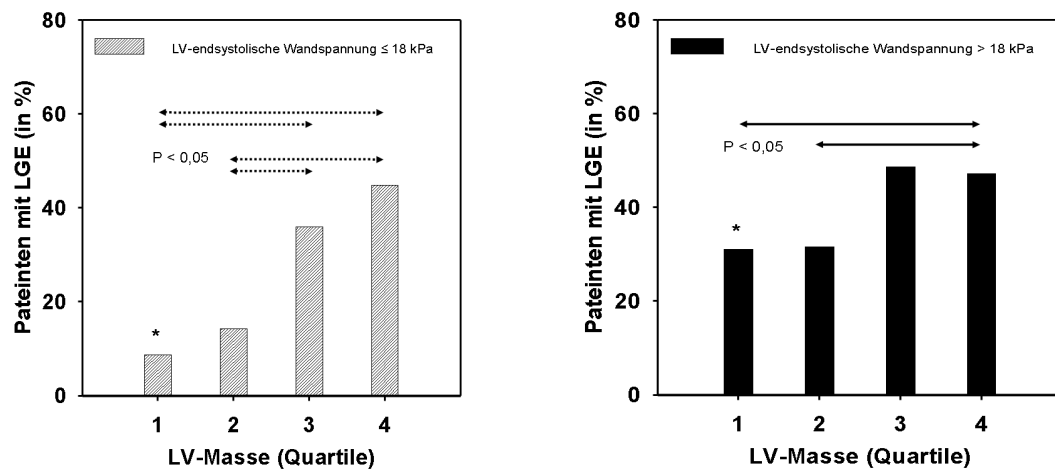 80
LV-endsystolische Wandspannung ≤ 18 kPa
60
P < 0,05
40
20
*
0
1 2 3 4
LV-Masse (Quartile)
Pateinten mit LGE (in %)
80
LV-endsystolische Wandspannung > 18 kPa
60
P < 0,05
40
*
20
0
1 2 3 4
LV-Masse (Quartile)
Pateinten mit LGE (in %)